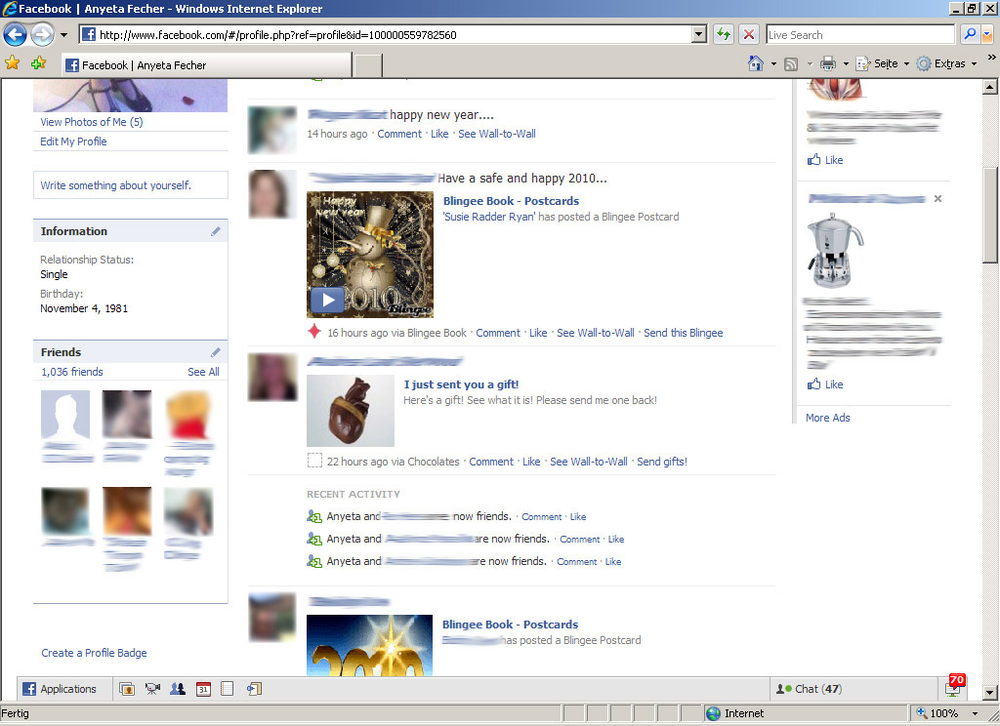 Facebook | Anyeta Fecher - Windows Internet Explorer
http://www.facebook.com/#/profile.php?ref=profile&id=100000559782560
Live Search
Facebook | Anyeta Fecher
Seite
Extras
View Photos of Me (5)
Edit My Profile
Write something about yourself.
Information
Relationship Status:
Single
Birthday:
November 4, 1981
Friends
1,036 friends
See All
Create a Profile Badge
happy new year....
14 hours ago · Comment · Like · See Wall-to-Wall
Have a safe and happy 2010...
Happy
new year
2010
Blingee
Blingee Book - Postcards
'Susie Radder Ryan' has posted a Blingee Postcard
16 hours ago via Blingee Book · Comment · Like · See Wall-to-Wall · Send this Blingee
I just sent you a gift!
Here's a gift! See what it is! Please send me one back!
22 hours ago via Chocolates · Comment · Like · See Wall-to-Wall · Send gifts!
RECENT ACTIVITY
Anyeta and now friends. · Comment · Like
Anyeta and are now friends. · Comment · Like
Anyeta and are now friends. · Comment · Like
Blingee Book - Postcards
has posted a Blingee Postcard
Like
Like
More Ads
Applications
31
Chat (47)
70
Fertig
Internet
100%